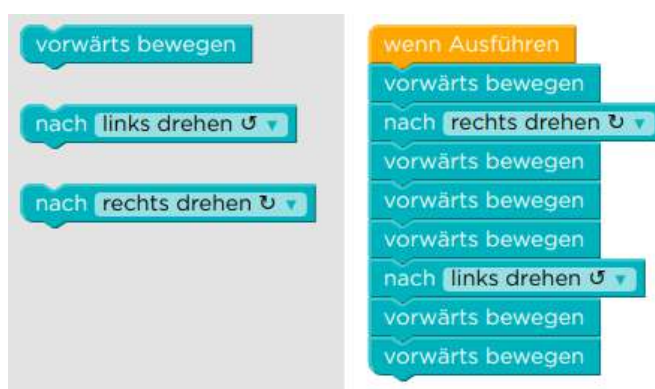 vorwärts bewegen
nach links drehen ↺ ▼
nach rechts drehen ↻ ▼
wenn Ausführen
vorwärts bewegen
nach rechts drehen ↻ ▼
vorwärts bewegen
vorwärts bewegen
vorwärts bewegen
nach links drehen ↺ ▼
vorwärts bewegen
vorwärts bewegen